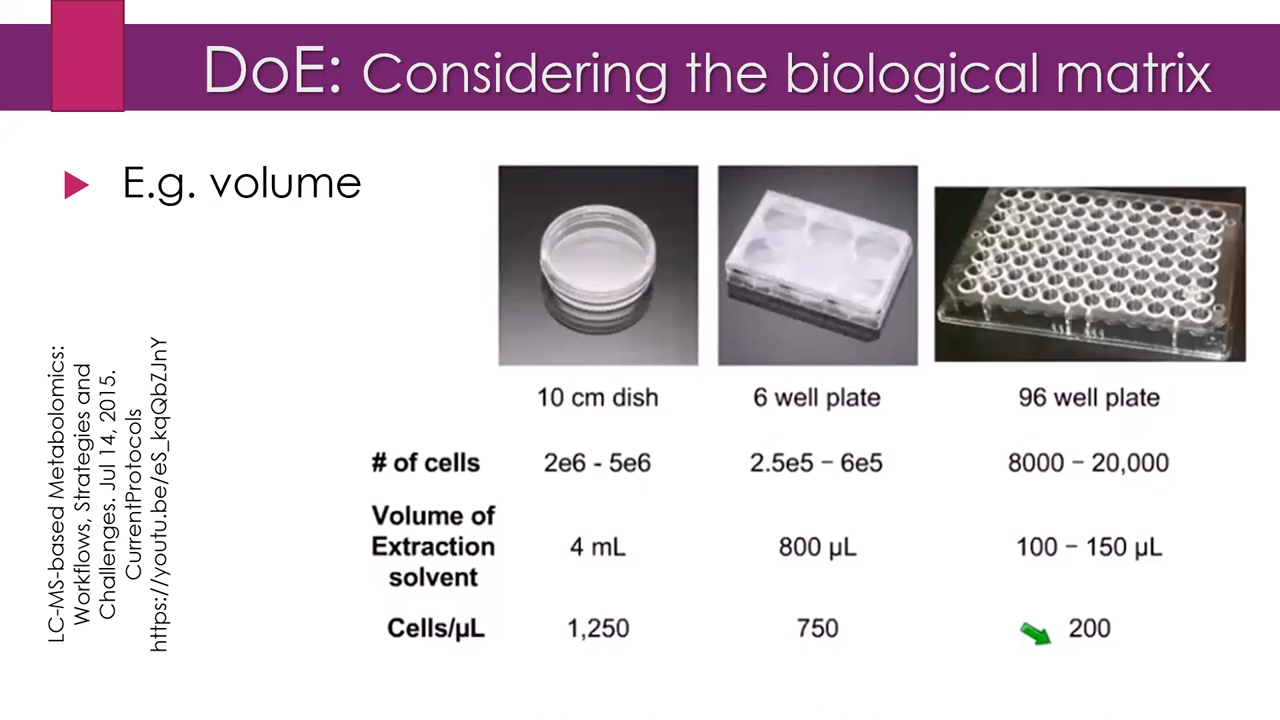 DoE: Considering the biological matrix
E.g. volume
LC-MS-based Metabolomics:
Workflows, Strategies and
Challenges. Jul 14, 2015.
CurrentProtocols
https://youtu.be/eS_kqQbZJnY
10 cm dish 6 well plate 96 well plate
# of cells 2e6 - 5e6 2.5e5 – 6e5 8000 – 20,000
Volume of
Extraction 4 mL 800 µL 100 – 150 µL
solvent
Cells/µL 1,250 750 200